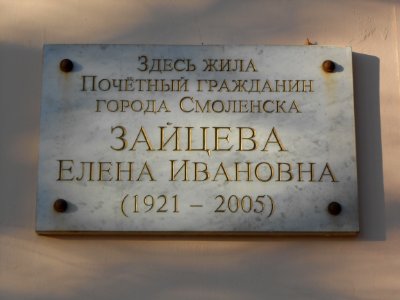 Здесь жила
Почётный гражданин
города Смоленска
ЗАЙЦЕВА
Елена Ивановна
(1921 – 2005)